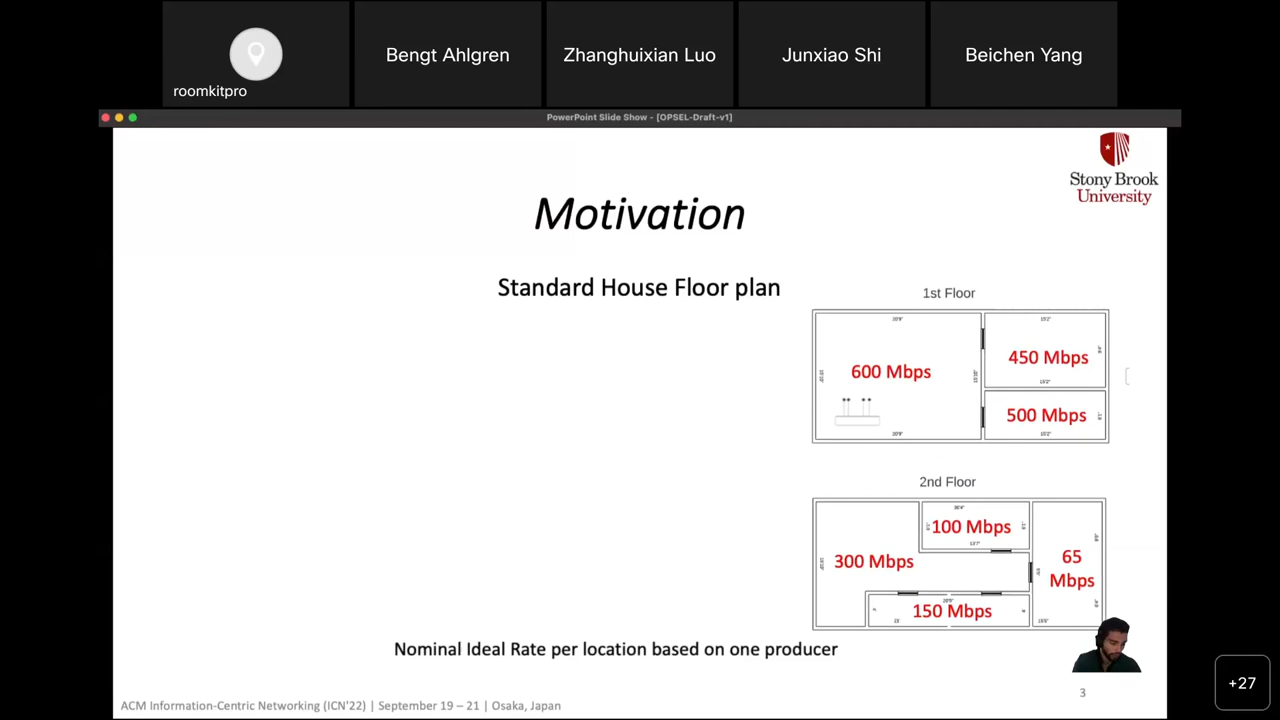 roomkitpro
Bengt Ahlgren
Zhanghuixian Luo
Junxiao Shi
Beichen Yang
PowerPoint Slide Show - [OPSEL-Draft-v1]
Stony Brook
University
Motivation
Standard House Floor plan
1st Floor
600 Mbps
450 Mbps
500 Mbps
2nd Floor
100 Mbps
300 Mbps
65
Mbps
150 Mbps
Nominal Ideal Rate per location based on one producer
ACM Information-Centric Networking (ICN'22) | September 19 – 21 | Osaka, Japan
3
+27